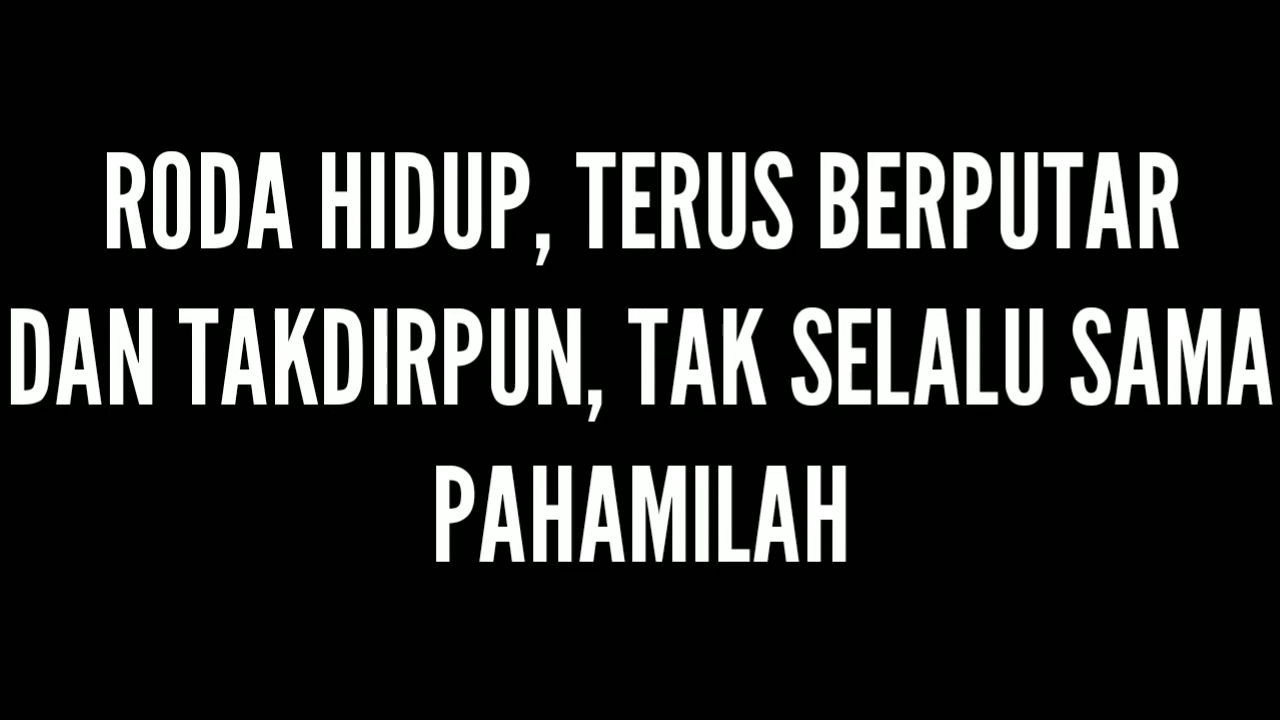 RODA HIDUP, TERUS BERPUTAR
DAN TAKDIRPUN, TAK SELALU SAMA
PAHAMILAH